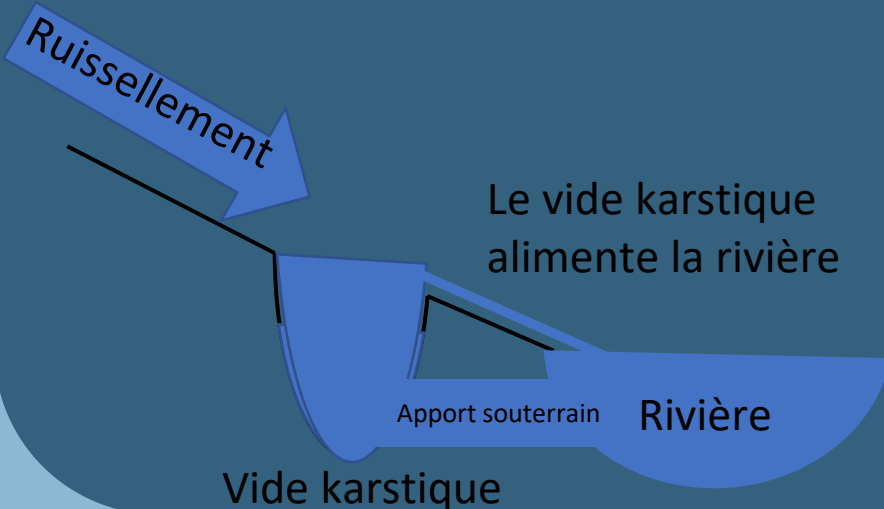 Ruissellement
Le vide karstique
alimente la rivière
Apport souterrain
Rivière
Vide karstique